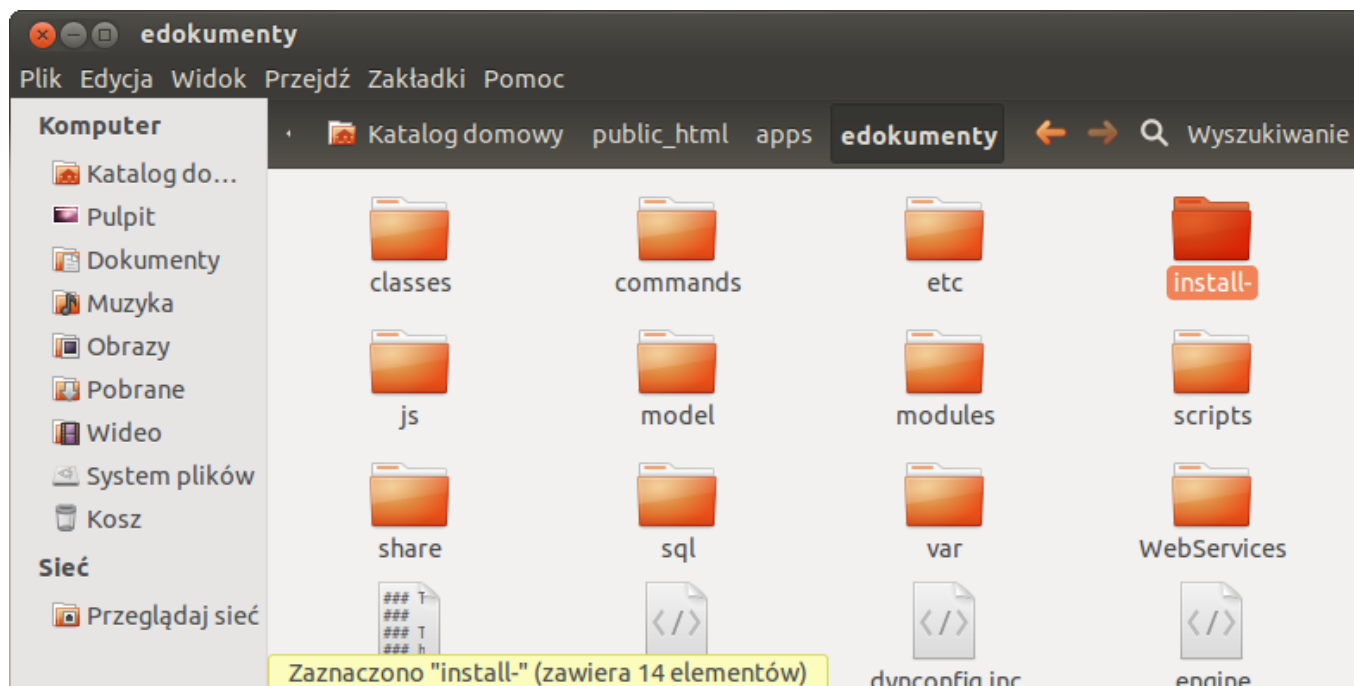 edokumenty
Plik Edycja Widok Przejdź Zakładki Pomoc
Komputer
Katalog do...
Pulpit
Dokumenty
Muzyka
Obrazy
Pobrane
Wideo
System plików
Kosz
Sieć
Przeglądaj sieć
Katalog domowy public_html apps edokumenty Wyszukiwanie
classes commands etc install-
js model modules scripts
share sql var WebServices
### T
###
### T
### h
</> </> </>
dynconfig.inc engine
Zaznaczono "install-" (zawiera 14 elementów)